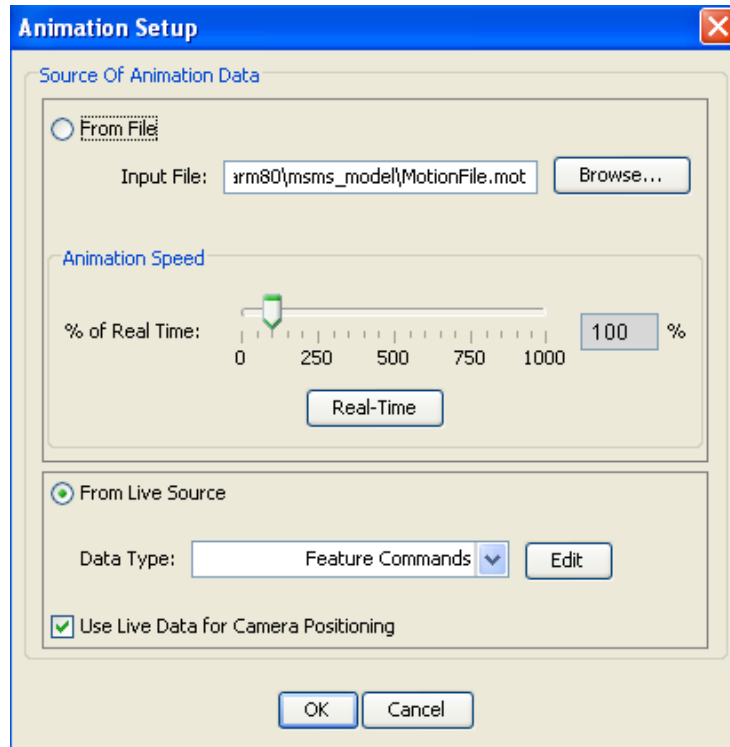 Animation Setup
Source Of Animation Data
From File
Input File: arm80\msms_model\MotionFile.mot Browse...
Animation Speed
% of Real Time: 100 %
0 250 500 750 1000
Real-Time
From Live Source
Data Type: Feature Commands Edit
Use Live Data for Camera Positioning
OK Cancel